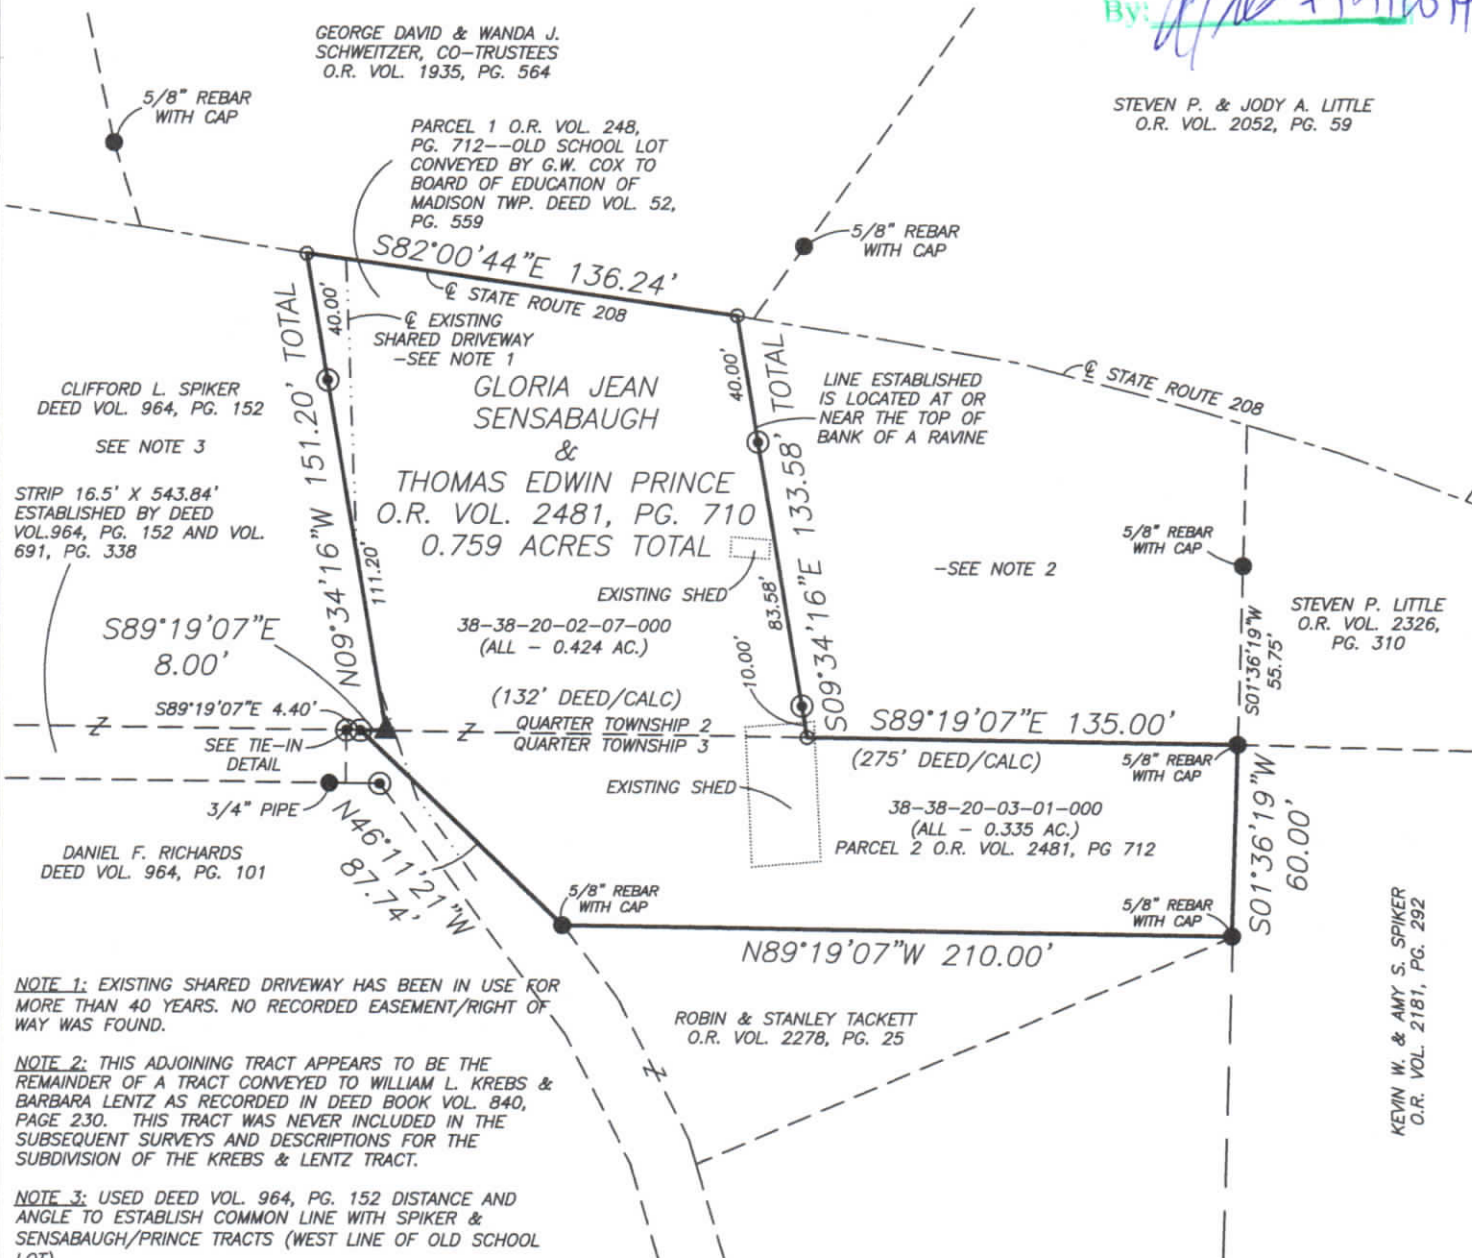 By:
GEORGE DAVID & WANDA J.
SCHWEITZER, CO-TRUSTEES
O.R. VOL. 1935, PG. 564
5/8" REBAR
WITH CAP
STEVEN P. & JODY A. LITTLE
O.R. VOL. 2052, PG. 59
PARCEL 1 O.R. VOL. 248,
PG. 712--OLD SCHOOL LOT
CONVEYED BY G.W. COX TO
BOARD OF EDUCATION OF
MADISON TWP. DEED VOL. 52,
PG. 559
5/8" REBAR
WITH CAP
S82°00'44"E 136.24'
℄ STATE ROUTE 208
40.00'
℄ EXISTING
SHARED DRIVEWAY
-SEE NOTE 1
N09°34'16"W 151.20' TOTAL
111.20'
CLIFFORD L. SPIKER
DEED VOL. 964, PG. 152
SEE NOTE 3
STRIP 16.5' X 543.84'
ESTABLISHED BY DEED
VOL.964, PG. 152 AND VOL.
691, PG. 338
GLORIA JEAN
SENSABAUGH
&
THOMAS EDWIN PRINCE
O.R. VOL. 2481, PG. 710
0.759 ACRES TOTAL
EXISTING SHED
38-38-20-02-07-000
(ALL - 0.424 AC.)
40.00'
S09°34'16"E 133.58' TOTAL
83.58'
10.00'
LINE ESTABLISHED
IS LOCATED AT OR
NEAR THE TOP OF
BANK OF A RAVINE
℄ STATE ROUTE 208
-SEE NOTE 2
5/8" REBAR
WITH CAP
S01°36'19"W
55.75'
STEVEN P. LITTLE
O.R. VOL. 2326,
PG. 310
S89°19'07"E
8.00'
S89°19'07"E 4.40'
SEE TIE-IN
DETAIL
Z
Z
(132' DEED/CALC)
QUARTER TOWNSHIP 2
QUARTER TOWNSHIP 3
S89°19'07"E 135.00'
(275' DEED/CALC)
5/8" REBAR
WITH CAP
EXISTING SHED
38-38-20-03-01-000
(ALL - 0.335 AC.)
PARCEL 2 O.R. VOL. 2481, PG 712
3/4" PIPE
DANIEL F. RICHARDS
DEED VOL. 964, PG. 101
N46°11'21"W
87.74'
5/8" REBAR
WITH CAP
5/8" REBAR
WITH CAP
S01°36'19"W
60.00'
N89°19'07"W 210.00'
KEVIN W. & AMY S. SPIKER
O.R. VOL. 2181, PG. 292
ROBIN & STANLEY TACKETT
O.R. VOL. 2278, PG. 25
Z
NOTE 1: EXISTING SHARED DRIVEWAY HAS BEEN IN USE FOR
MORE THAN 40 YEARS. NO RECORDED EASEMENT/RIGHT OF
WAY WAS FOUND.
NOTE 2: THIS ADJOINING TRACT APPEARS TO BE THE
REMAINDER OF A TRACT CONVEYED TO WILLIAM L. KREBS &
BARBARA LENTZ AS RECORDED IN DEED BOOK VOL. 840,
PAGE 230. THIS TRACT WAS NEVER INCLUDED IN THE
SUBSEQUENT SURVEYS AND DESCRIPTIONS FOR THE
SUBDIVISION OF THE KREBS & LENTZ TRACT.
NOTE 3: USED DEED VOL. 964, PG. 152 DISTANCE AND
ANGLE TO ESTABLISH COMMON LINE WITH SPIKER &
SENSABAUGH/PRINCE TRACTS (WEST LINE OF OLD SCHOOL
LOT)